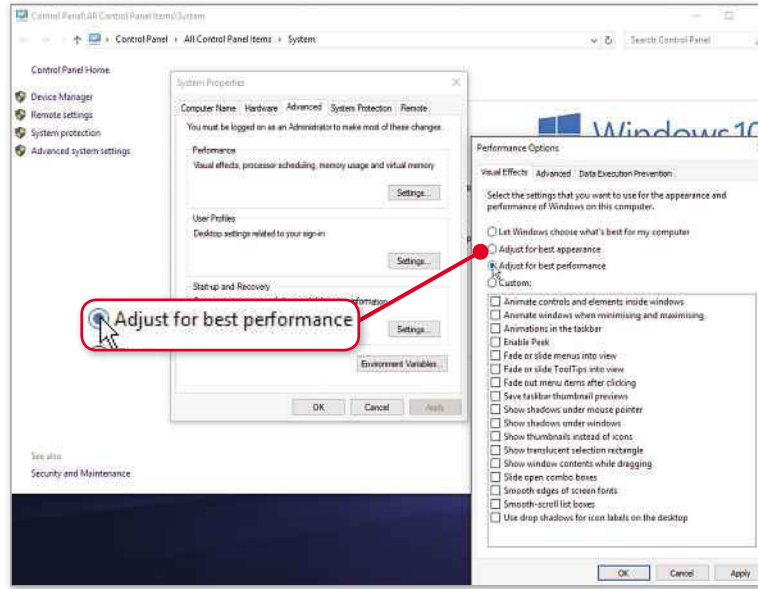 Control Panel\All Control Panel Items\System
Control Panel › All Control Panel Items › System
Search Control Panel
Control Panel Home
Device Manager
Remote settings
System protection
Advanced system settings
See also
Security and Maintenance
System Properties
Computer Name Hardware Advanced System Protection Remote
You must be logged on as an Administrator to make most of these changes.
Performance
Visual effects, processor scheduling, memory usage and virtual memory
Settings...
User Profiles
Desktop settings related to your sign-in
Settings...
Start-up and Recovery
Settings...
Environment Variables...
OK Cancel Apply
Adjust for best performance
Windows 10
Performance Options
Visual Effects Advanced Data Execution Prevention
Select the settings that you want to use for the appearance and
performance of Windows on this computer.
Let Windows choose what's best for my computer
Adjust for best appearance
Adjust for best performance
Custom:
Animate controls and elements inside windows
Animate windows when minimising and maximising
Animations in the taskbar
Enable Peek
Fade or slide menus into view
Fade or slide ToolTips into view
Fade out menu items after clicking
Save taskbar thumbnail previews
Show shadows under mouse pointer
Show shadows under windows
Show thumbnails instead of icons
Show translucent selection rectangle
Show window contents while dragging
Slide open combo boxes
Smooth edges of screen fonts
Smooth-scroll list boxes
Use drop shadows for icon labels on the desktop
OK Cancel Apply